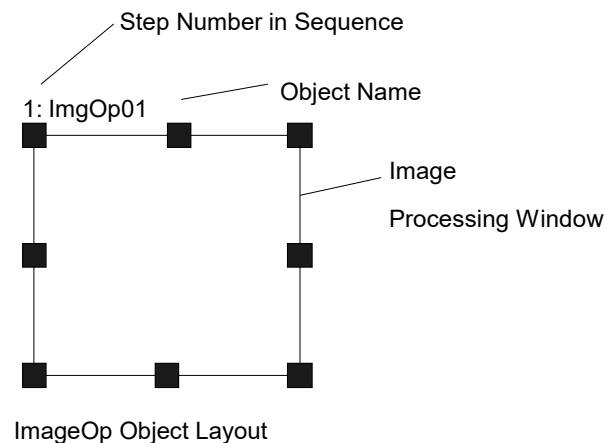 Step Number in Sequence
Object Name
1: ImgOp01
Image
Processing Window
ImageOp Object Layout